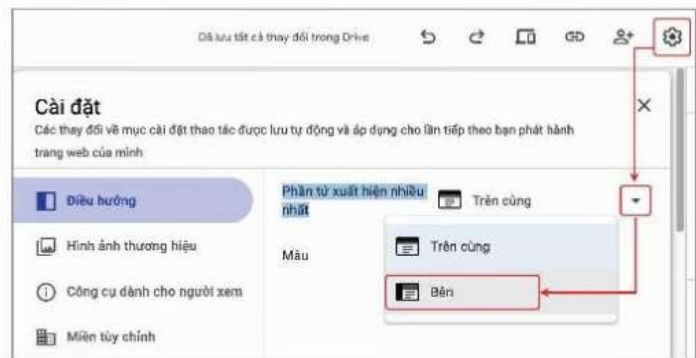 Đã lưu tất cả thay đổi trong Drive
Cài đặt
Các thay đổi về mục cài đặt thao tác được lưu tự động và áp dụng cho lần tiếp theo bạn phát hành
trang web của mình
Điều hướng
Hình ảnh thương hiệu
Công cụ dành cho người xem
Miền tùy chỉnh
Phần tử xuất hiện nhiều
nhất
Trên cùng
Màu
Trên cùng
Bên